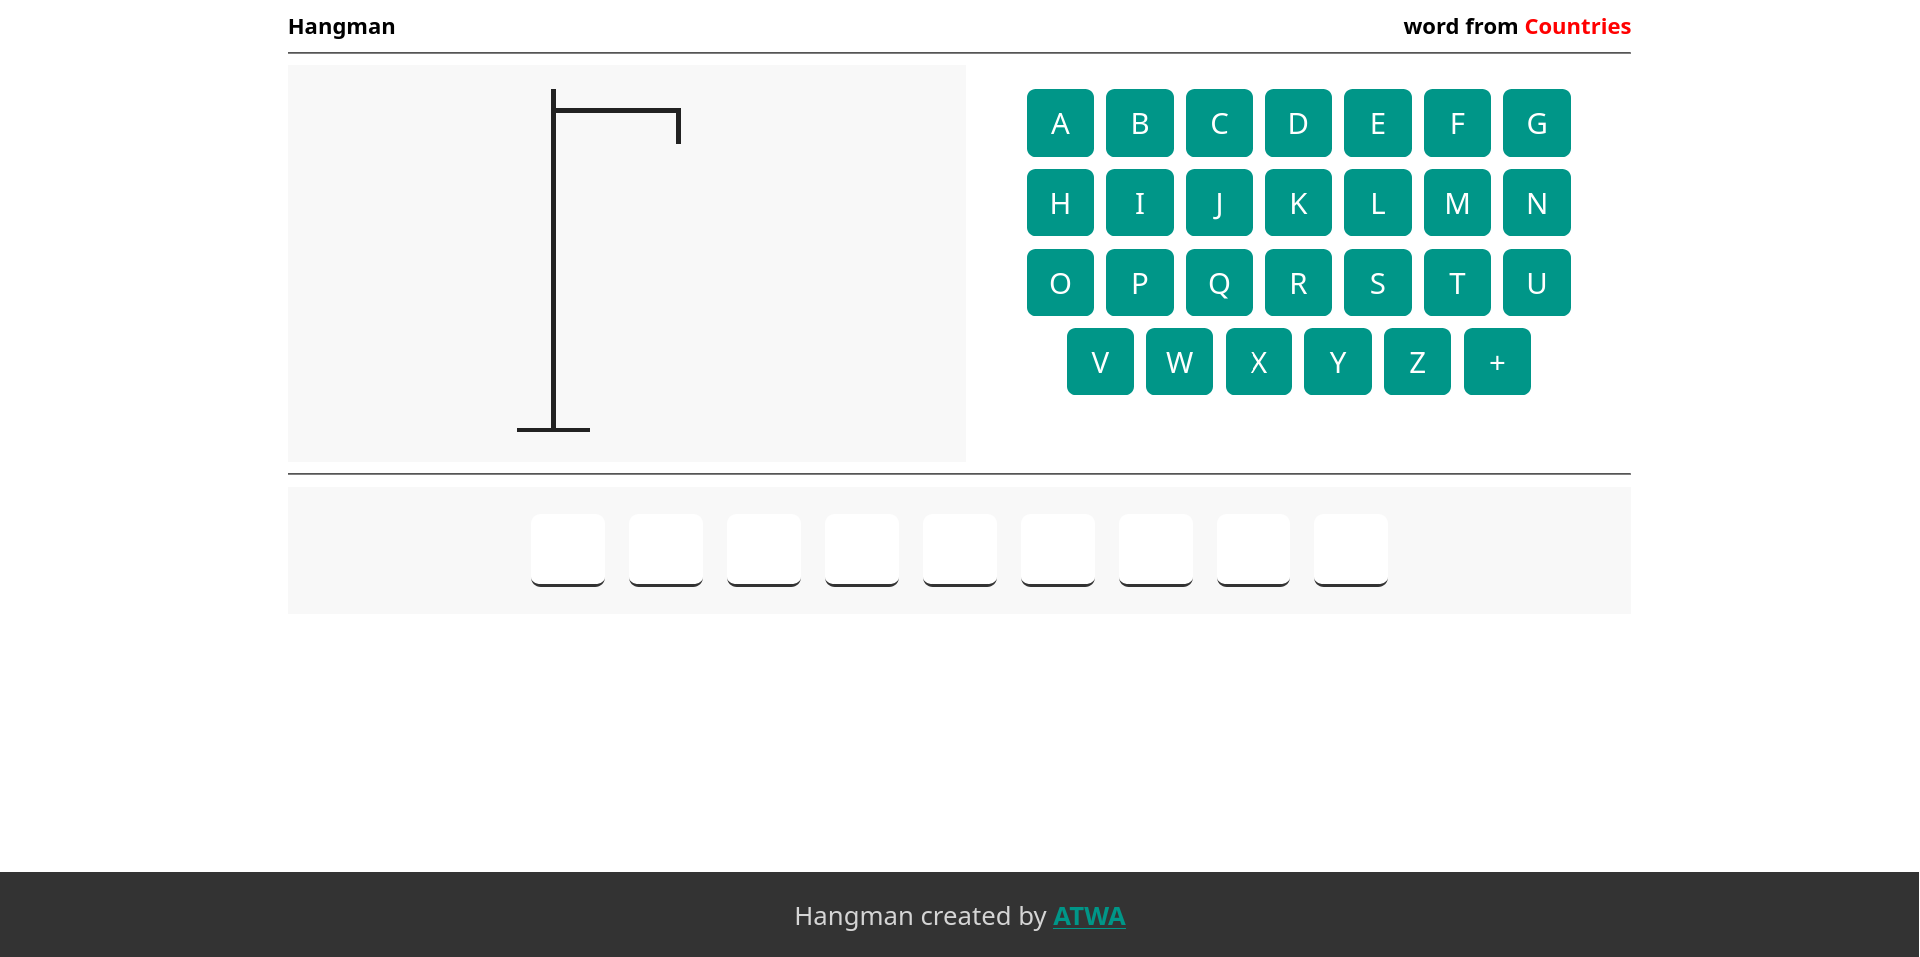 Hangman
word from Countries
A B C D E F G
H I J K L M N
O P Q R S T U
V W X Y Z +
Hangman created by ATWA